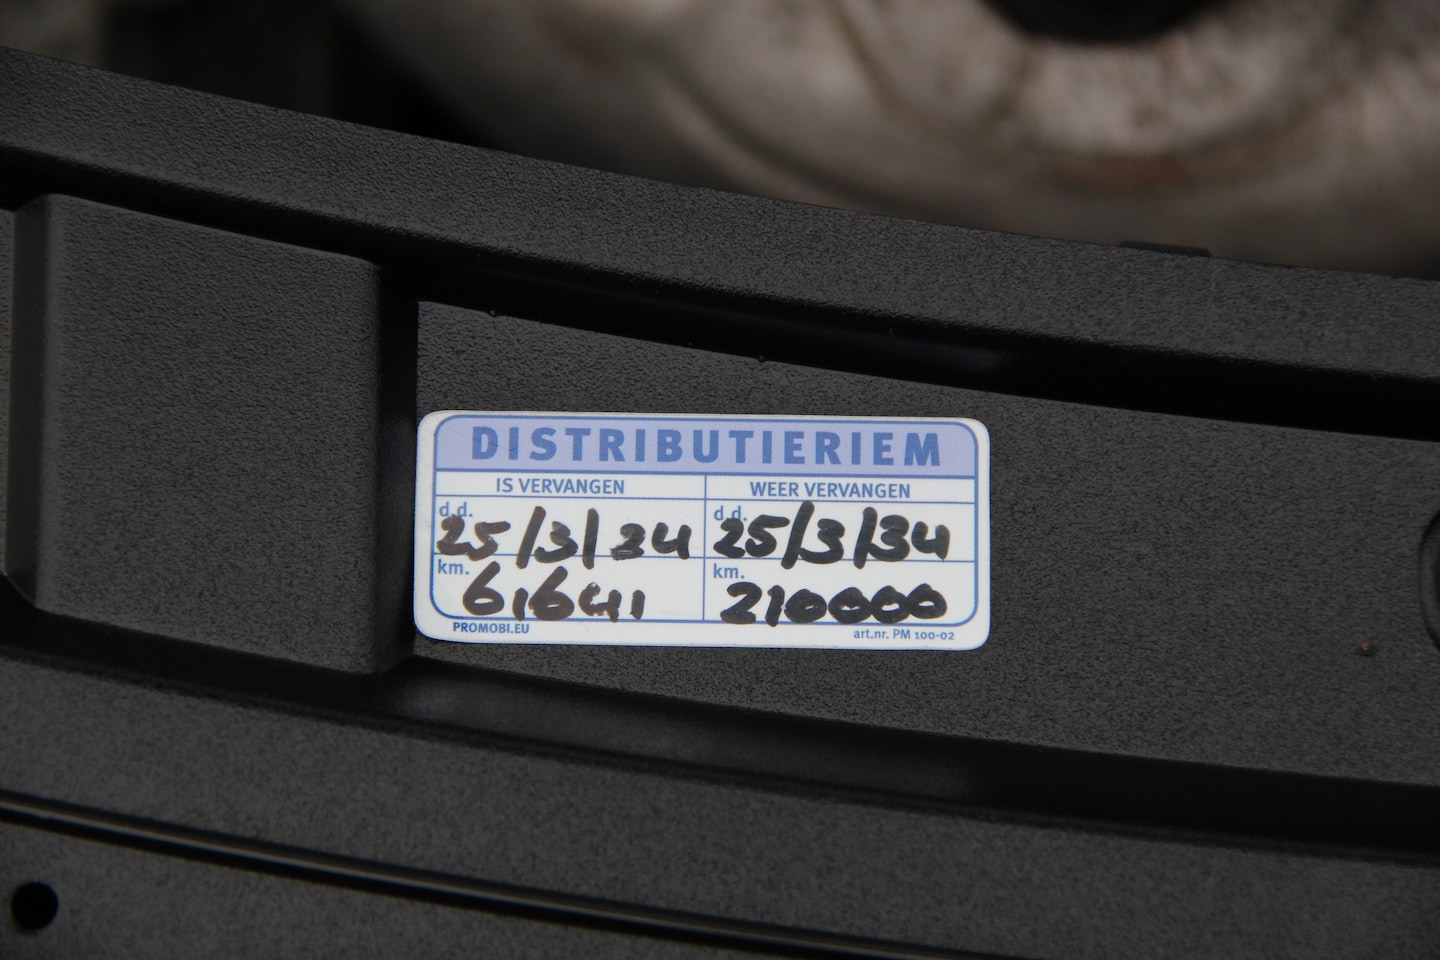 DISTRIBUTIERIEM
IS VERVANGEN
WEER VERVANGEN
d.d.
25/3/24
d.d.
25/3/34
km.
61641
km.
210000
PROMOBI.EU
art.nr. PM 100-02